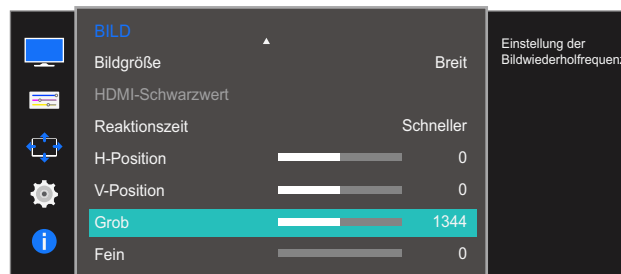 BILD
Bildgröße Breit
HDMI-Schwarzwert
Reaktionszeit Schneller
H-Position 0
V-Position 0
Grob 1344
Fein 0
Einstellung der
Bildwiederholfrequenz